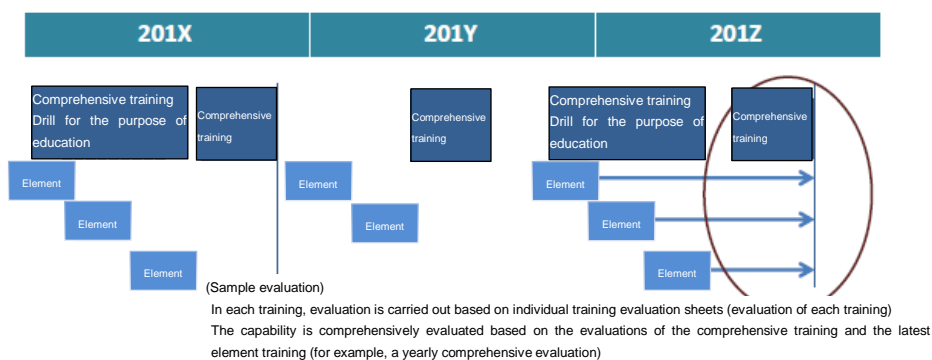 201X
201Y
201Z
Comprehensive training
Drill for the purpose of
education
Comprehensive
training
Comprehensive
training
Comprehensive training
Drill for the purpose of
education
Comprehensive
training
Element
Element
Element
Element
Element
Element
Element
Element
(Sample evaluation)
In each training, evaluation is carried out based on individual training evaluation sheets (evaluation of each training)
The capability is comprehensively evaluated based on the evaluations of the comprehensive training and the latest
element training (for example, a yearly comprehensive evaluation)